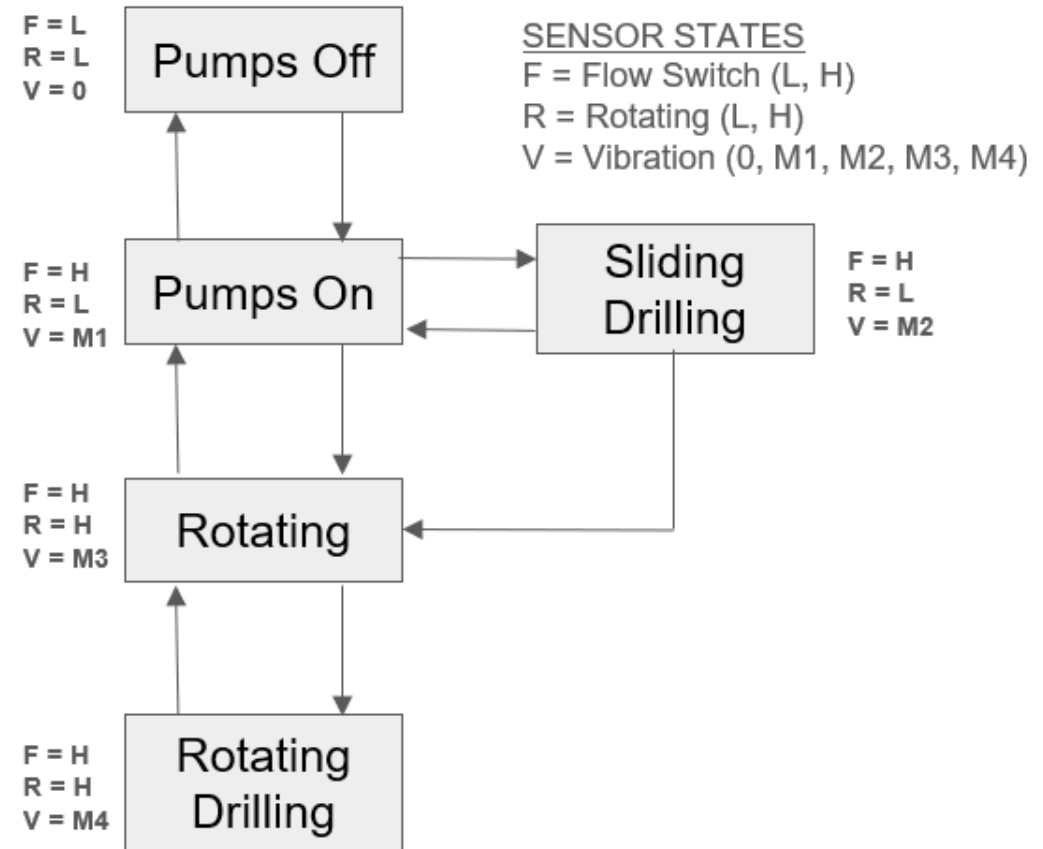 F = L
R = L
V = 0
Pumps Off
SENSOR STATES
F = Flow Switch (L, H)
R = Rotating (L, H)
V = Vibration (0, M1, M2, M3, M4)
F = H
R = L
V = M1
Pumps On
Sliding
Drilling
F = H
R = L
V = M2
F = H
R = H
V = M3
Rotating
F = H
R = H
V = M4
Rotating
Drilling